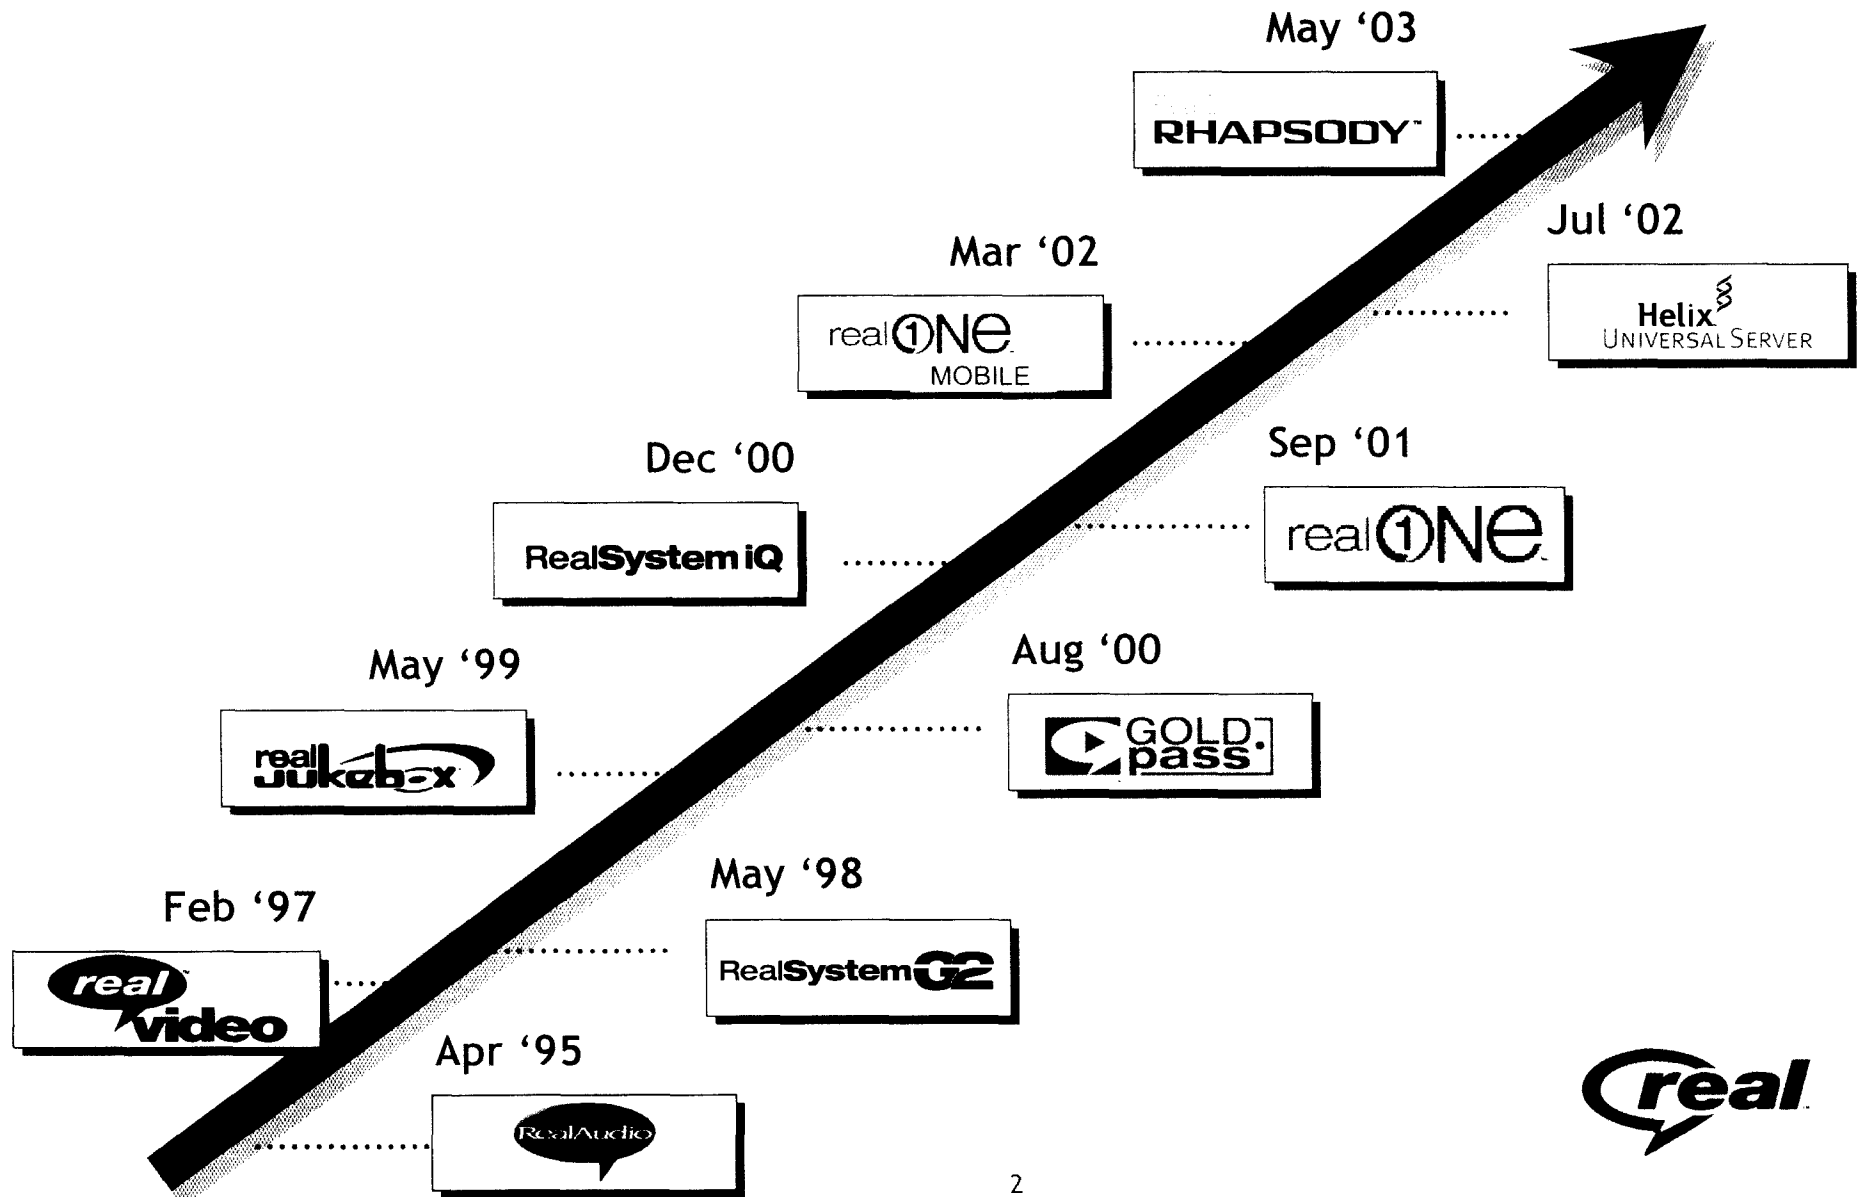 May ‘03
RHAPSODY™
Jul ‘02
Helix
UNIVERSAL SERVER
Mar ‘02
real ONe
MOBILE
Sep ‘01
real ONe
Dec ‘00
RealSystem iQ
Aug ‘00
GOLD
pass
May ‘99
real
Jukebox
May ‘98
RealSystem G2
Feb ‘97
real™
video
Apr ‘95
RealAudio
real
2